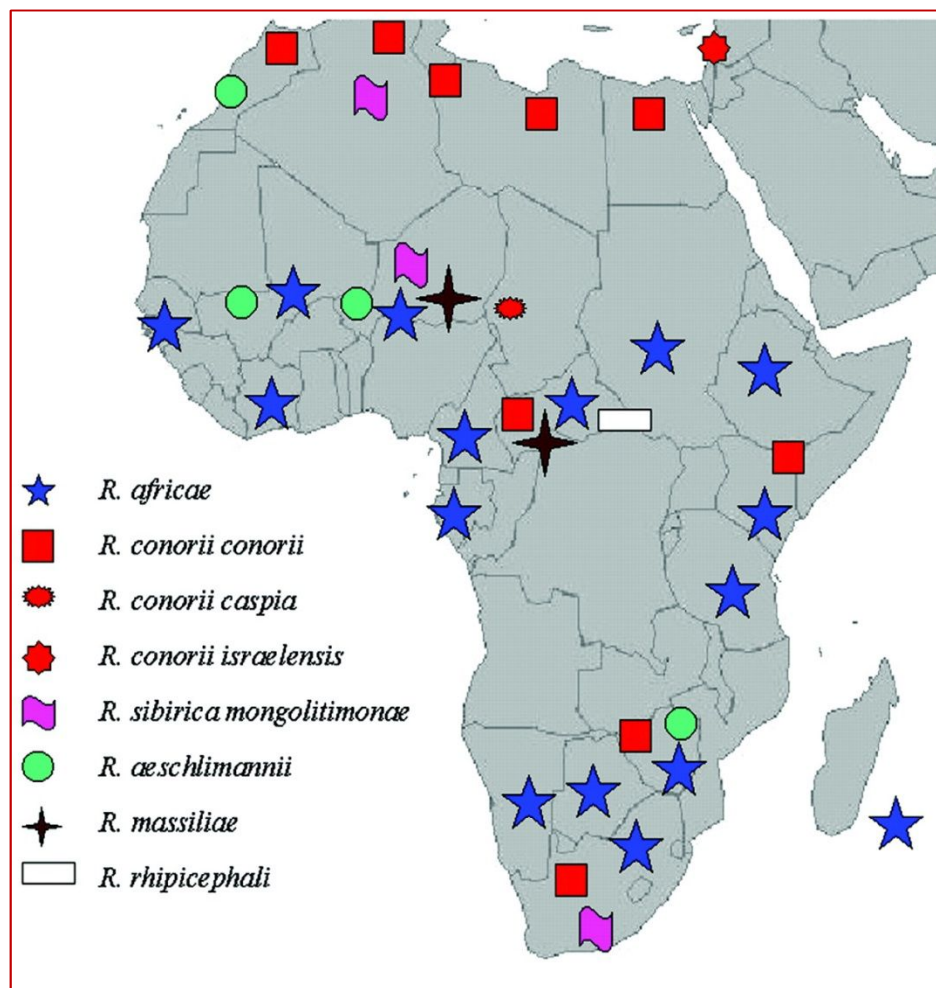 R. africae
R. conorii conorii
R. conorii caspia
R. conorii israelensis
R. sibirica mongolitimonae
R. aeschlimannii
R. massiliae
R. rhipicephali